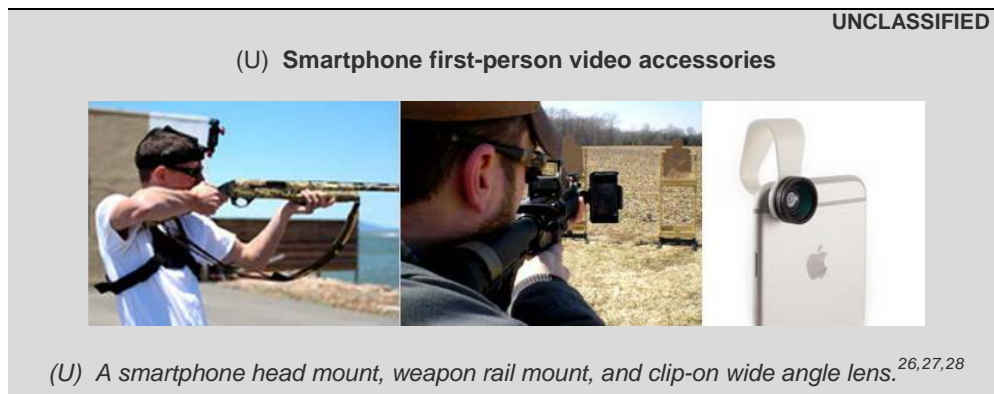 UNCLASSIFIED
(U) Smartphone first-person video accessories
(U) A smartphone head mount, weapon rail mount, and clip-on wide angle lens.26,27,28